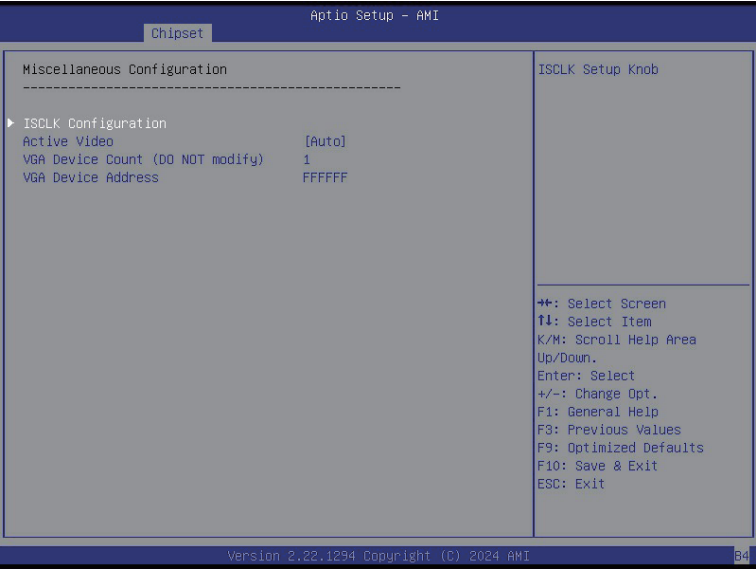 Aptio Setup – AMI
Chipset
Miscellaneous Configuration
--------------------------------------------------
ISCLK Configuration
Active Video [Auto]
VGA Device Count (DO NOT modify) 1
VGA Device Address FFFFFF
ISCLK Setup Knob
→←: Select Screen
↑↓: Select Item
K/M: Scroll Help Area
Up/Down.
Enter: Select
+/-: Change Opt.
F1: General Help
F3: Previous Values
F9: Optimized Defaults
F10: Save & Exit
ESC: Exit
Version 2.22.1294 Copyright (C) 2024 AMI
B4